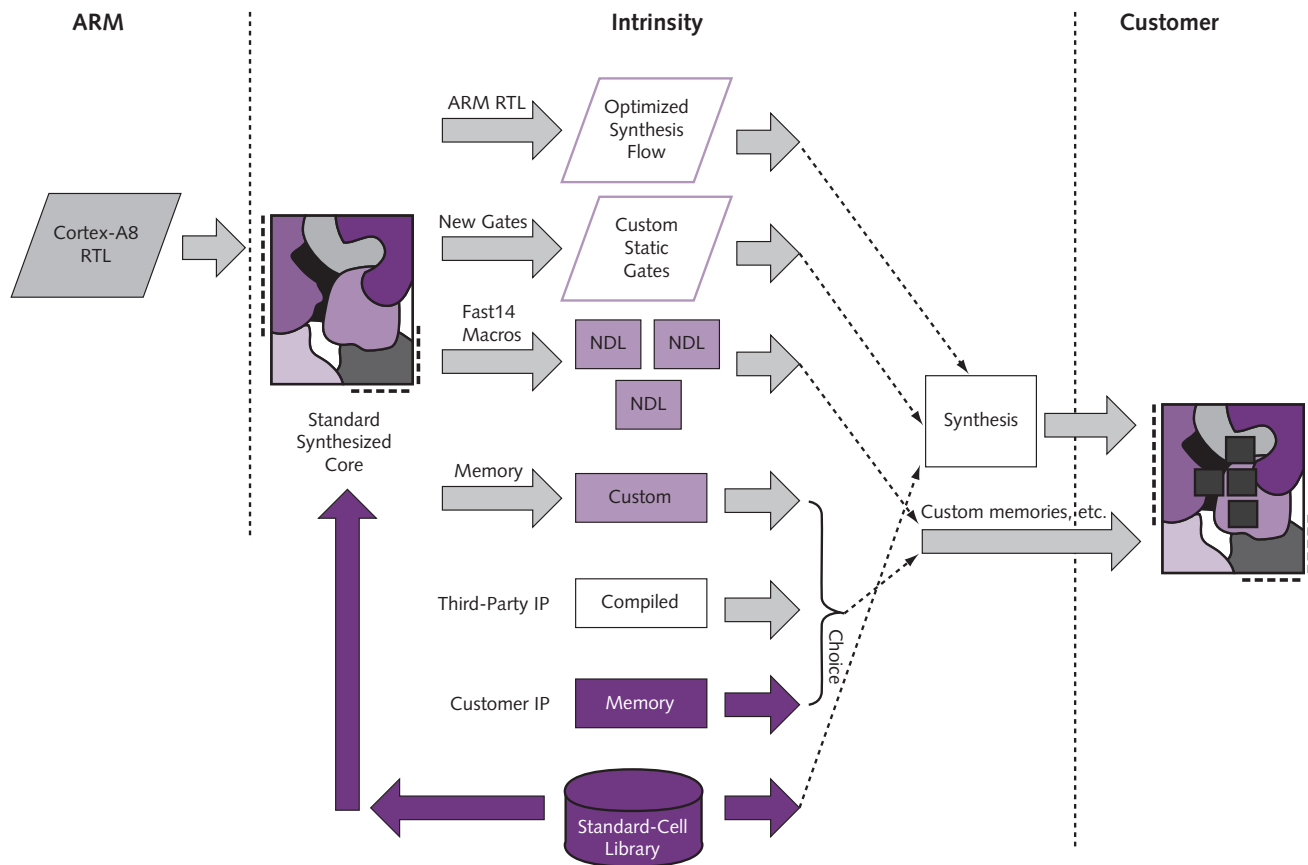 ARM
Intrinsity
Customer
ARM RTL
Optimized
Synthesis
Flow
Cortex-A8
RTL
New Gates
Custom
Static
Gates
Fast14
Macros
NDL
NDL
NDL
Standard
Synthesized
Core
Synthesis
Memory
Custom
Custom memories, etc.
Third-Party IP
Compiled
Choice
Customer IP
Memory
Standard-Cell
Library